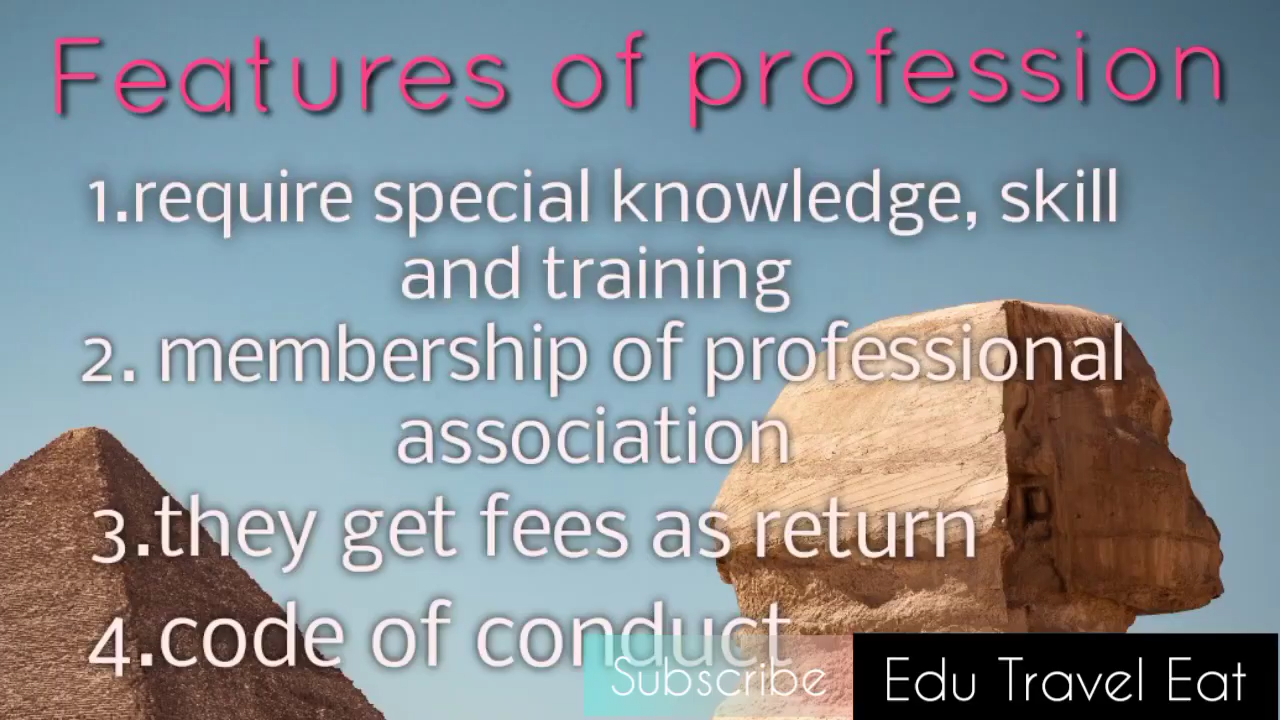 Features of profession
1.require special knowledge, skill
and training
2. membership of professional
association
3.they get fees as return
4.code of conduct
Subscribe
Edu Travel Eat